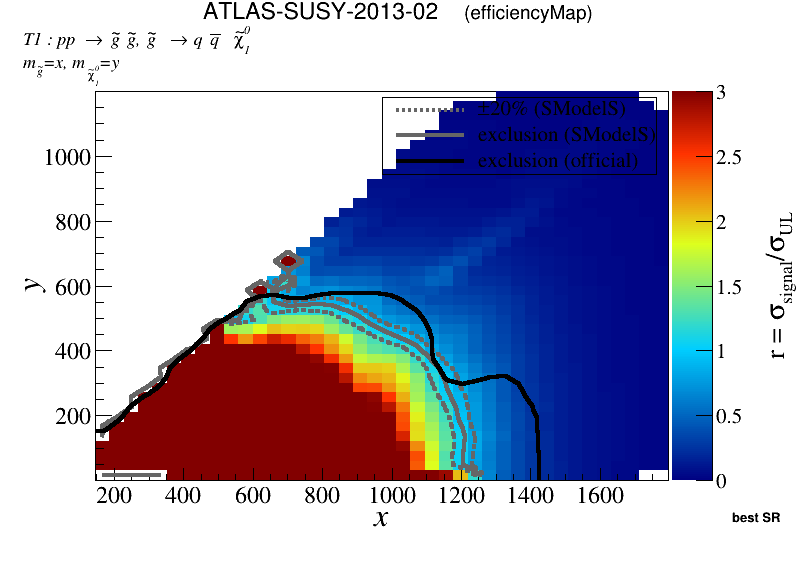 ATLAS-SUSY-2013-02 (efficiencyMap)
T1 : pp → g̃ g̃, g̃ → q q̅ χ̃₁⁰
m_g̃=x, m_χ̃₁⁰=y
±20% (SModelS)
exclusion (SModelS)
exclusion (official)
y
1000
800
600
400
200
200 400 600 800 1000 1200 1400 1600
x
3
2.5
2
1.5
1
0.5
0
r = σ_signal/σ_UL
best SR